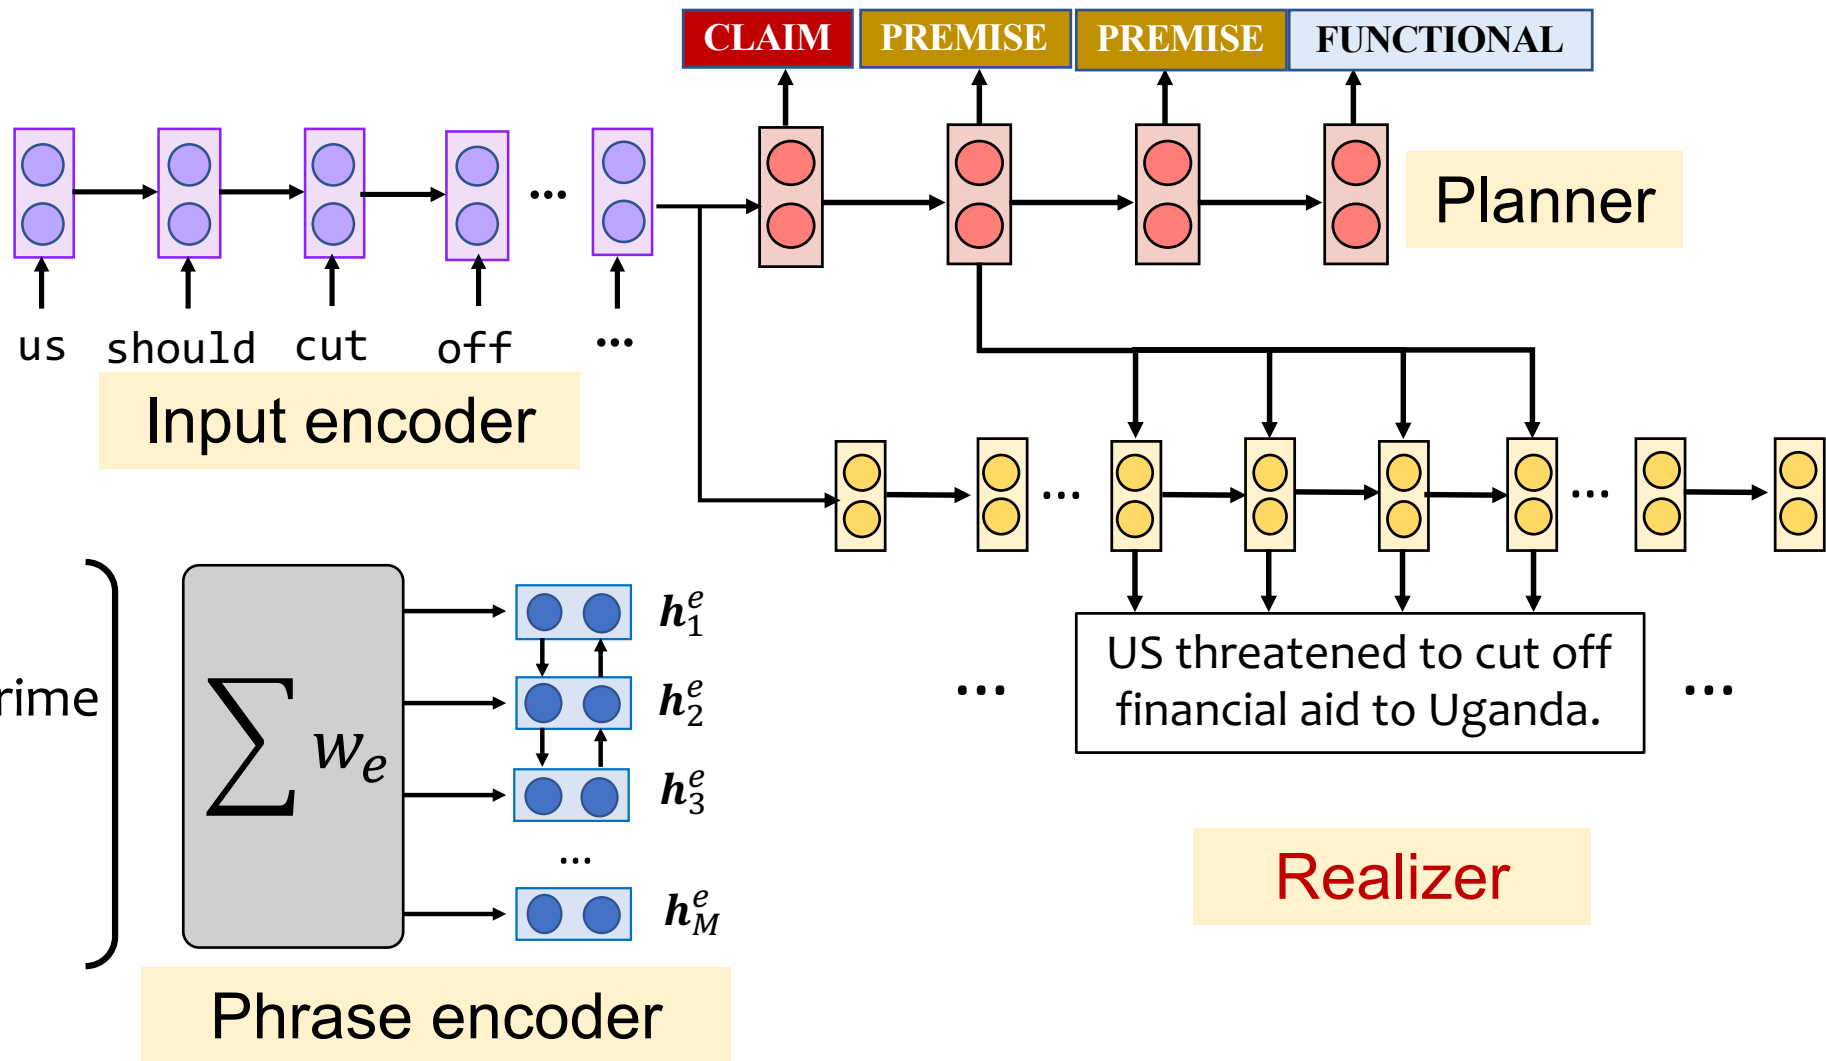 CLAIM PREMISE PREMISE FUNCTIONAL
...
Planner
us should cut off ...
Input encoder
... ...
rime
∑ w_e
h_1^e
h_2^e
h_3^e
...
h_M^e
Phrase encoder
... US threatened to cut off ...
financial aid to Uganda.
Realizer